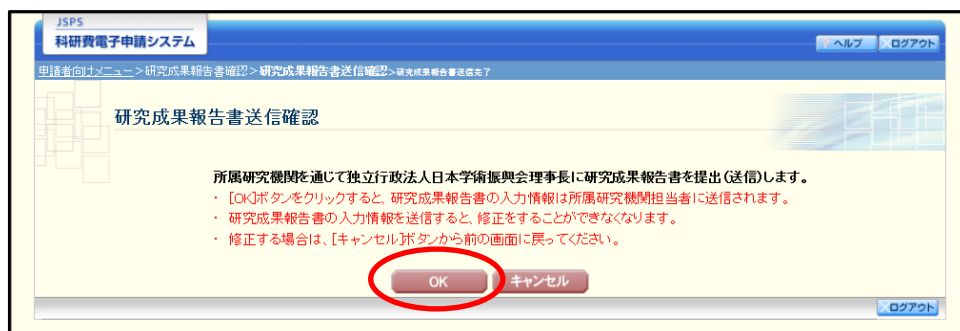 JSPS
科研費電子申請システム
? ヘルプ
×ログアウト
申請者向けメニュー>研究成果報告書確認>研究成果報告書送信確認>研究成果報告書送信完了
研究成果報告書送信確認
所属研究機関を通じて独立行政法人日本学術振興会理事長に研究成果報告書を提出(送信)します。
・ [OK]ボタンをクリックすると、研究成果報告書の入力情報は所属研究機関担当者に送信されます。
・ 研究成果報告書の入力情報を送信すると、修正をすることができなくなります。
・ 修正する場合は、[キャンセル]ボタンから前の画面に戻ってください。
OK
キャンセル
×ログアウト